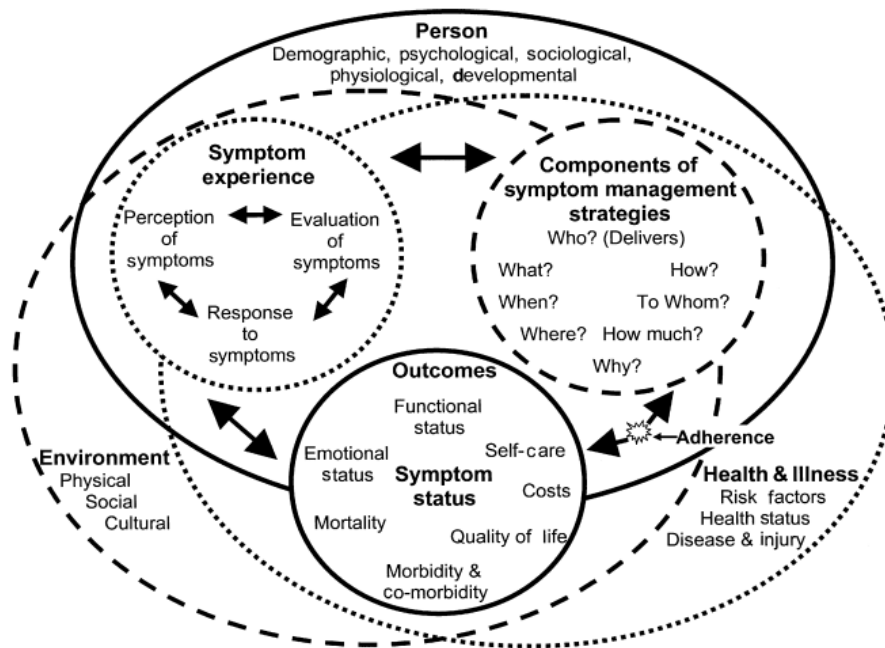 Person
Demographic, psychological, sociological,
physiological, developmental
Symptom
experience
Perception
of
symptoms
Evaluation
of
symptoms
Response
to
symptoms
Components of
symptom management
strategies
Who? (Delivers)
What?
How?
When?
To Whom?
Where?
How much?
Why?
Outcomes
Functional
status
Emotional
status
Self-care
Symptom
status
Costs
Mortality
Quality of life
Morbidity &
co-morbidity
Adherence
Environment
Physical
Social
Cultural
Health & Illness
Risk factors
Health status
Disease & injury